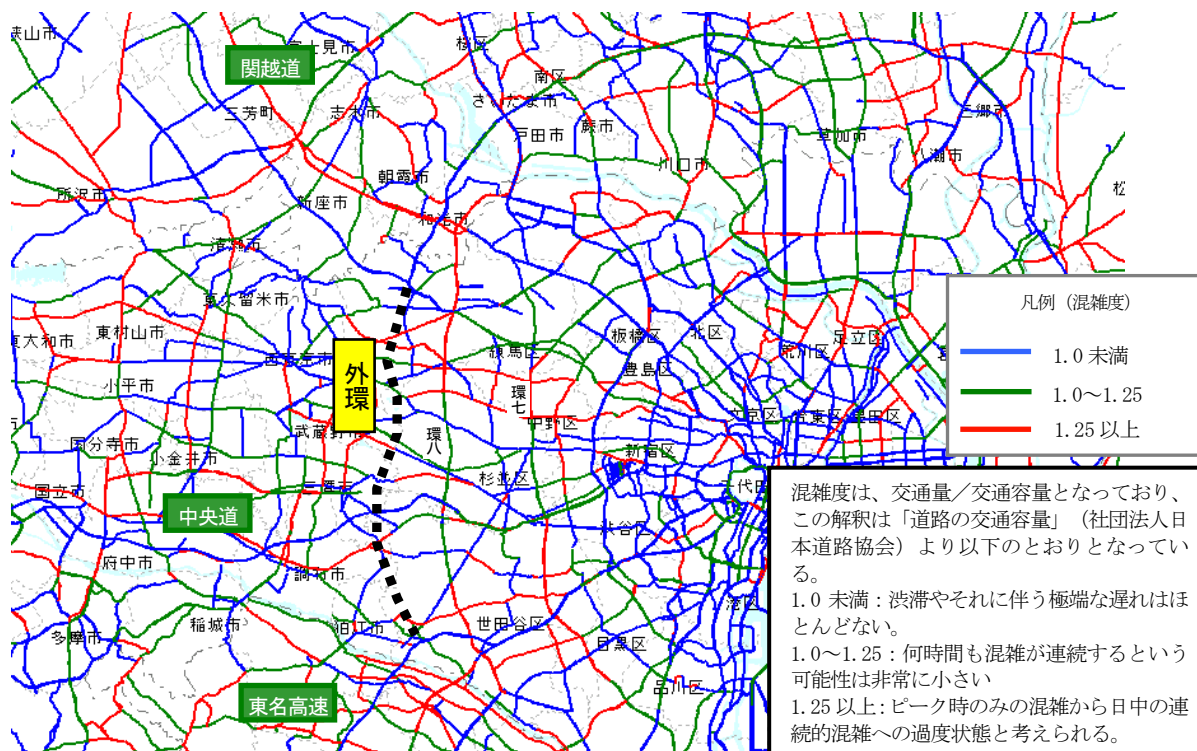 関越道
富士見市
桜区
南区
さいたま市
三芳町
志木市
戸田市
蕨市
草加市
三郷市
八潮市
川口市
朝霞市
所沢市
新座市
和光市
松
清瀬市
東久留米市
東大和市
東村山市
西東京市
外環
練馬区
板橋区
北区
豊島区
荒川区
足立区
小平市
環七
中野区
文京区
台東区
墨田区
武蔵野市
環八
国分寺市
小金井市
新宿区
国立市
三鷹市
杉並区
千代田
中央道
渋谷区
府中市
調布市
港区
多摩市
稲城市
狛江市
世田谷区
目黒区
品川区
東名高速
凡例（混雑度）
1.0 未満
1.0～1.25
1.25 以上
混雑度は、交通量／交通容量となっており、
この解釈は「道路の交通容量」（社団法人日
本道路協会）より以下のとおりとなってい
る。
1.0 未満：渋滞やそれに伴う極端な遅れはほ
とんどない。
1.0～1.25：何時間も混雑が連続するという
可能性は非常に小さい
1.25 以上：ピーク時のみの混雑から日中の連
続的混雑への過度状態と考えられる。